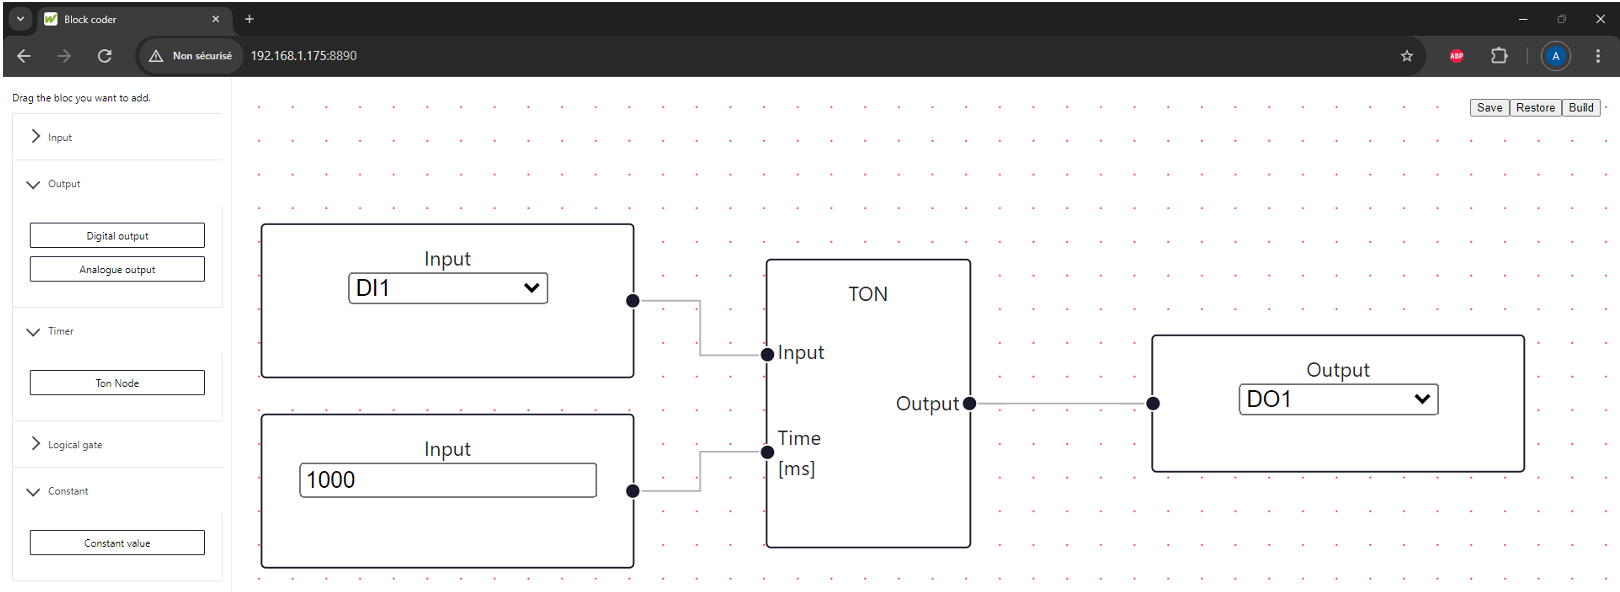 Block coder
Non sécurisé
192.168.1.175:8890
ABP
A
Drag the bloc you want to add.
Save
Restore
Build
Input
Output
Digital output
Analogue output
Timer
Ton Node
Logical gate
Constant
Constant value
Input
DI1
Input
1000
TON
Input
Output
Time
[ms]
Output
DO1